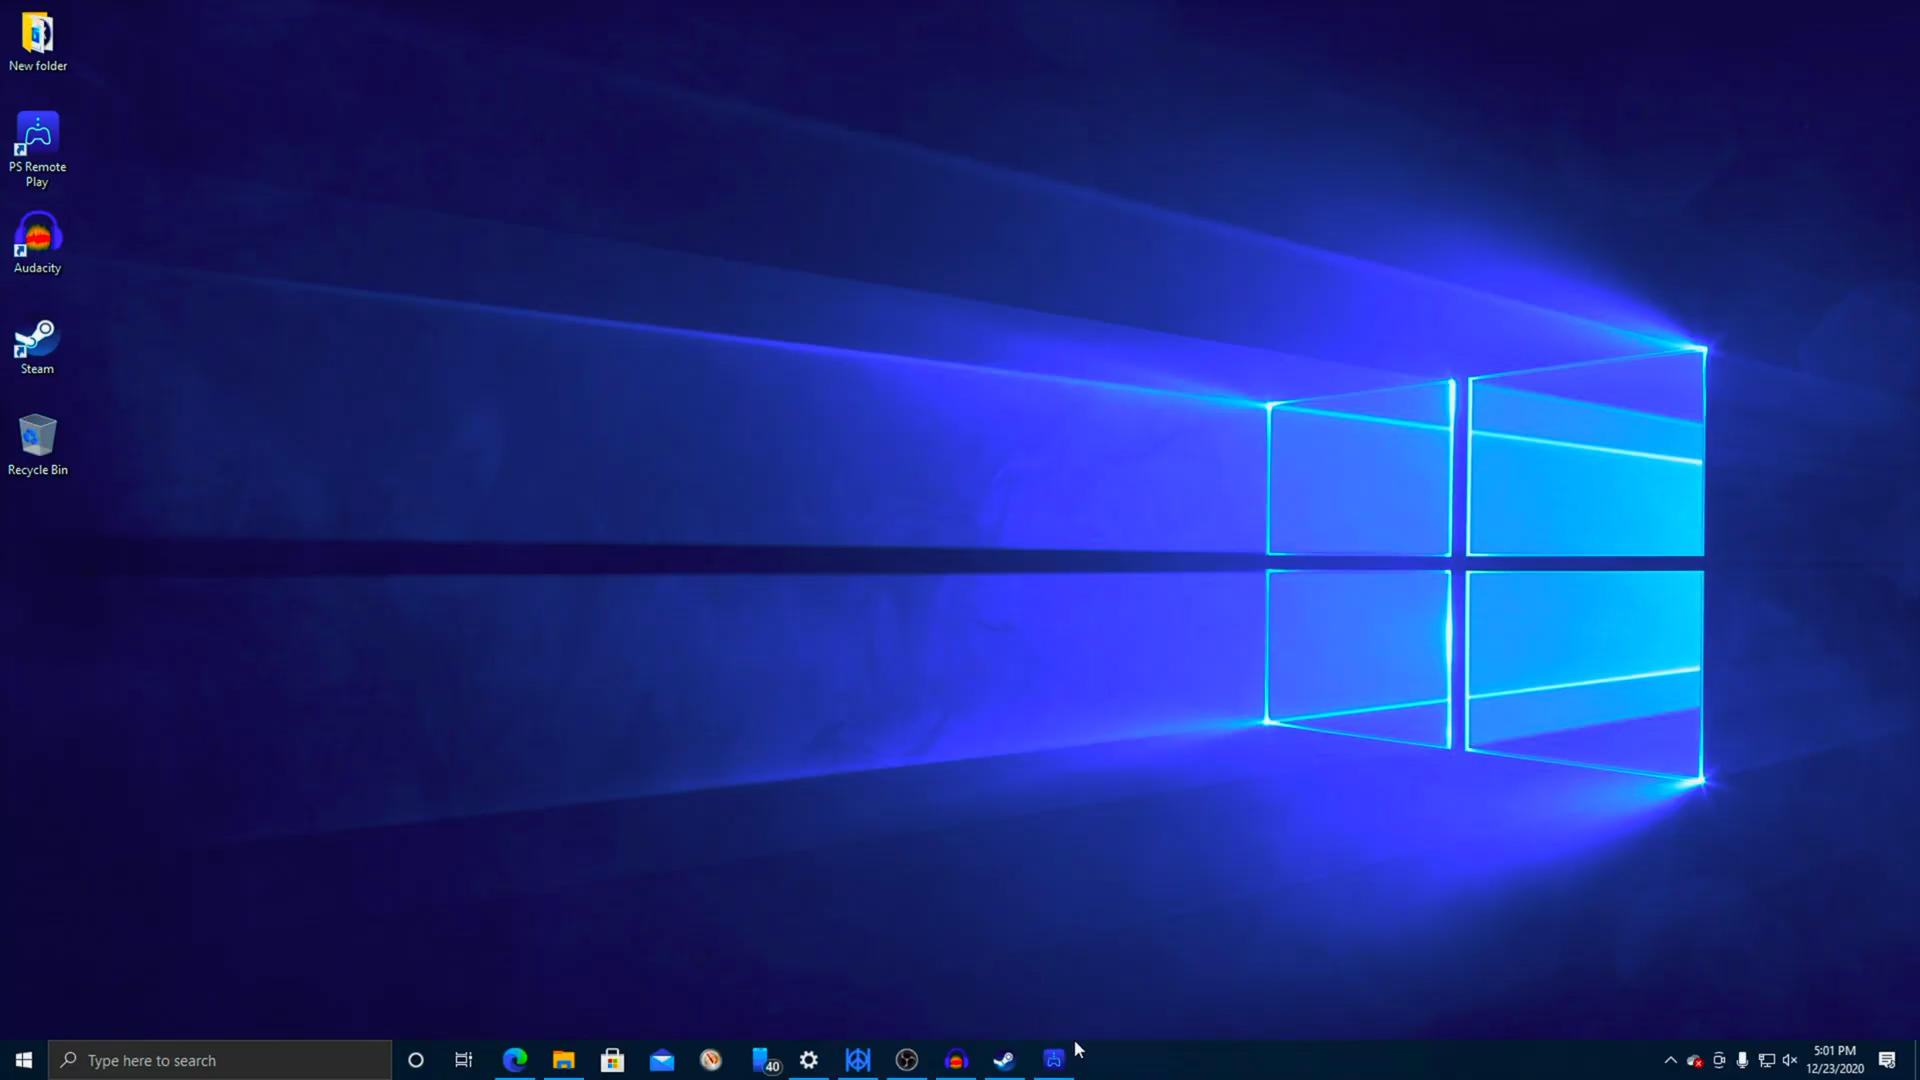 New folder
PS Remote
Play
Audacity
Steam
Recycle Bin
Type here to search
40
5:01 PM
12/23/2020